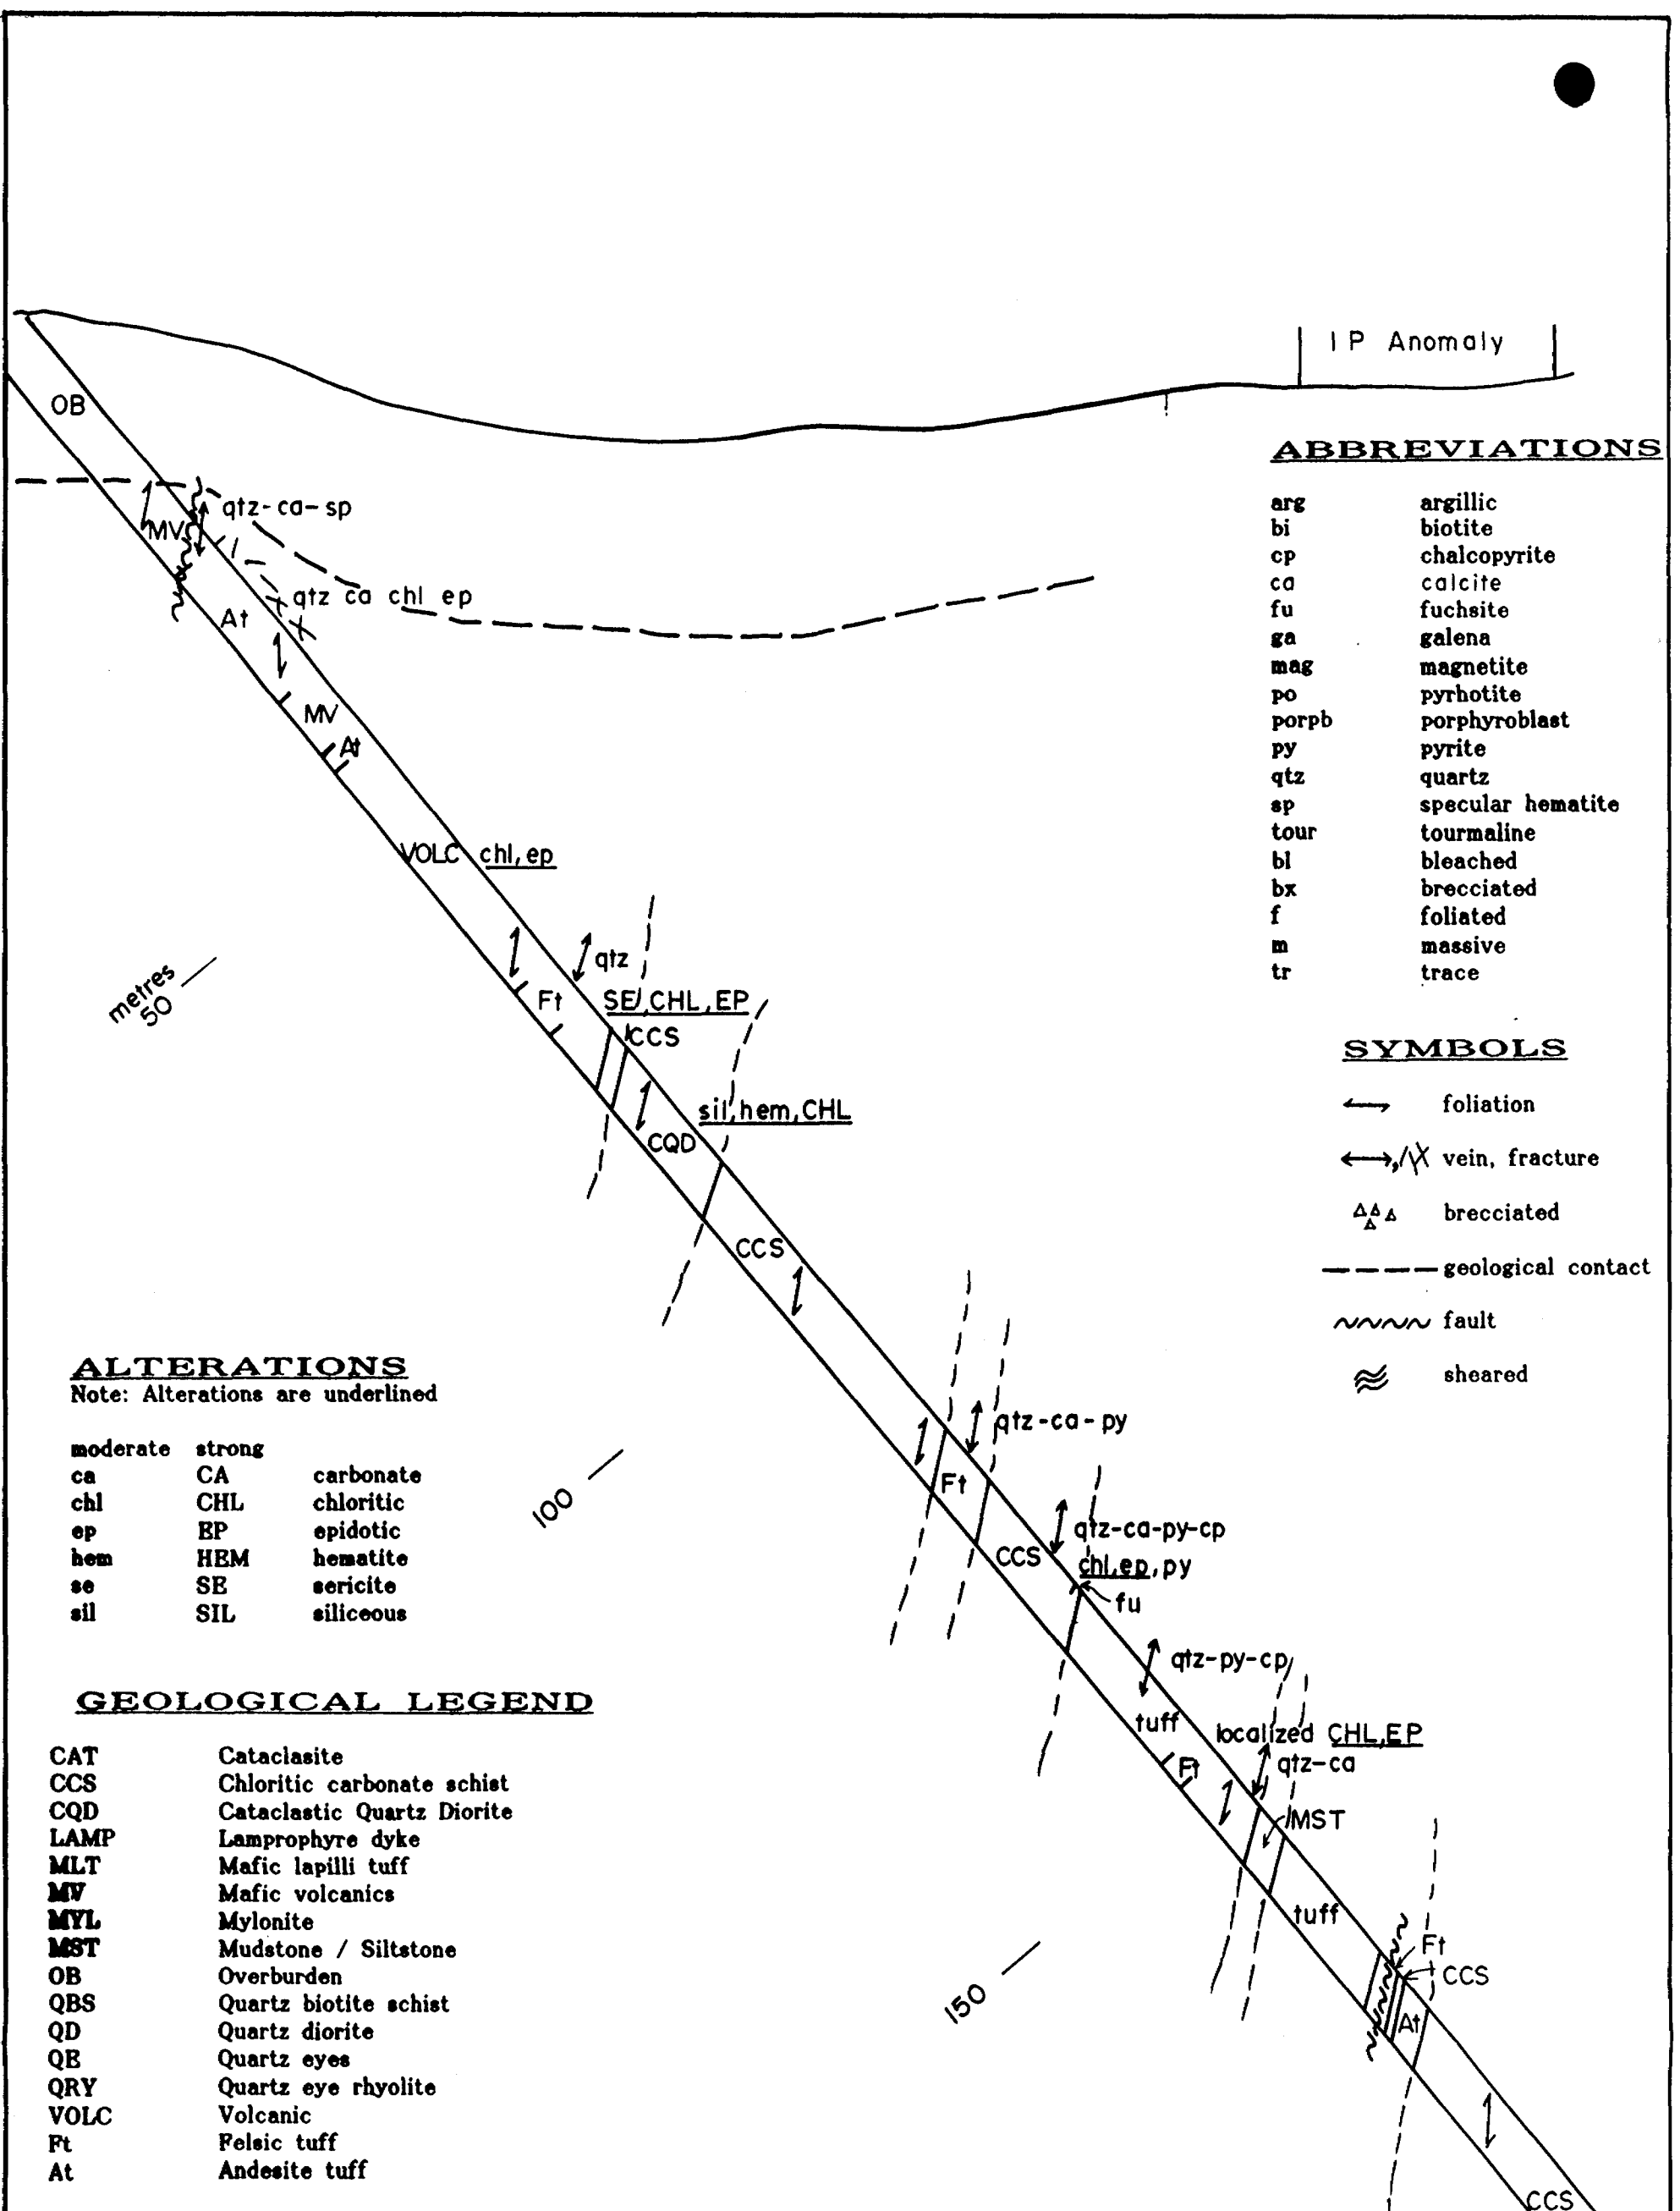 I P Anomaly
OB
qtz-ca-sp
MV
qtz ca chl ep
At
MV
At
VOLC chl, ep
qtz
metres
50
Ft
SE, CHL, EP
CCS
sil, hem, CHL
CQD
CCS
qtz-ca-py
Ft
100
qtz-ca-py-cp
CCS
chl, ep, py
fu
qtz-py-cp
tuff
localized CHL, EP
Ft
qtz-ca
MST
tuff
Ft
CCS
150
At
CCS
ABBREVIATIONS
arg argillic
bi biotite
cp chalcopyrite
ca calcite
fu fuchsite
ga galena
mag magnetite
po pyrhotite
porpb porphyroblast
py pyrite
qtz quartz
sp specular hematite
tour tourmaline
bl bleached
bx brecciated
f foliated
m massive
tr trace
SYMBOLS
foliation
vein, fracture
brecciated
geological contact
fault
sheared
ALTERATIONS
Note: Alterations are underlined
moderate strong
ca CA carbonate
chl CHL chloritic
ep EP epidotic
hem HEM hematite
se SE sericite
sil SIL siliceous
GEOLOGICAL LEGEND
CAT Cataclasite
CCS Chloritic carbonate schist
CQD Cataclastic Quartz Diorite
LAMP Lamprophyre dyke
MLT Mafic lapilli tuff
MV Mafic volcanics
MYL Mylonite
MST Mudstone / Siltstone
OB Overburden
QBS Quartz biotite schist
QD Quartz diorite
QE Quartz eyes
QRY Quartz eye rhyolite
VOLC Volcanic
Ft Felsic tuff
At Andesite tuff